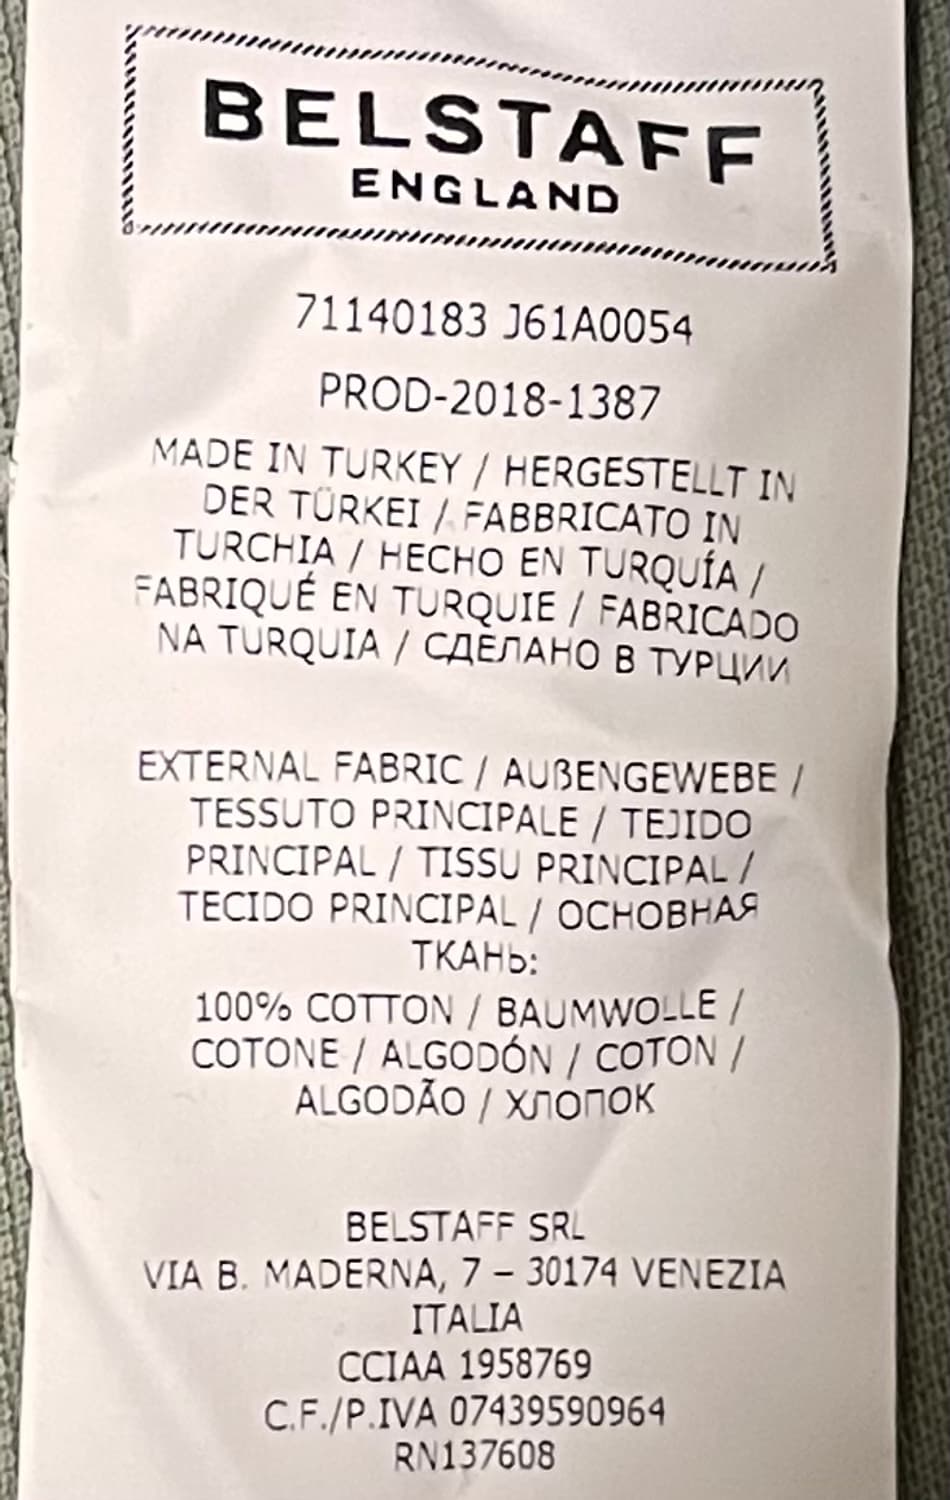 BELSTAFF
ENGLAND
71140183 J61A0054
PROD-2018-1387
MADE IN TURKEY / HERGESTELLT IN
DER TÜRKEI / FABBRICATO IN
TURCHIA / HECHO EN TURQUÍA /
FABRIQUÉ EN TURQUIE / FABRICADO
NA TURQUIA / СДЕЛАНО В ТУРЦИИ
EXTERNAL FABRIC / AUßENGEWEBE /
TESSUTO PRINCIPALE / TEJIDO
PRINCIPAL / TISSU PRINCIPAL /
TECIDO PRINCIPAL / ОСНОВНАЯ
ТКАНЬ:
100% COTTON / BAUMWOLLE /
COTONE / ALGODÓN / COTON /
ALGODÃO / ХЛОПОК
BELSTAFF SRL
VIA B. MADERNA, 7 – 30174 VENEZIA
ITALIA
CCIAA 1958769
C.F./P.IVA 07439590964
RN137608